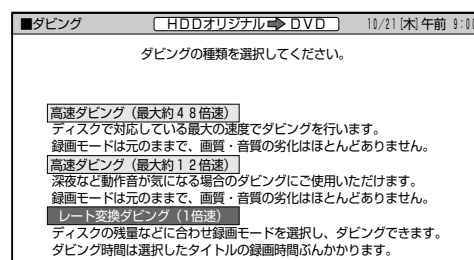 ■ダビング HDDオリジナル➡DVD 10/21[木]午前 9:00
ダビングの種類を選択してください。
高速ダビング（最大約４８倍速）
ディスクで対応している最大の速度でダビングを行います。
録画モードは元のままで、画質・音質の劣化はほとんどありません。
高速ダビング（最大約１２倍速）
深夜など動作音が気になる場合のダビングにご使用いただけます。
録画モードは元のままで、画質・音質の劣化はほとんどありません。
レート変換ダビング（１倍速）
ディスクの残量などに合わせ録画モードを選択し、ダビングできます。
ダビング時間は選択したタイトルの録画時間ぶんかかります。